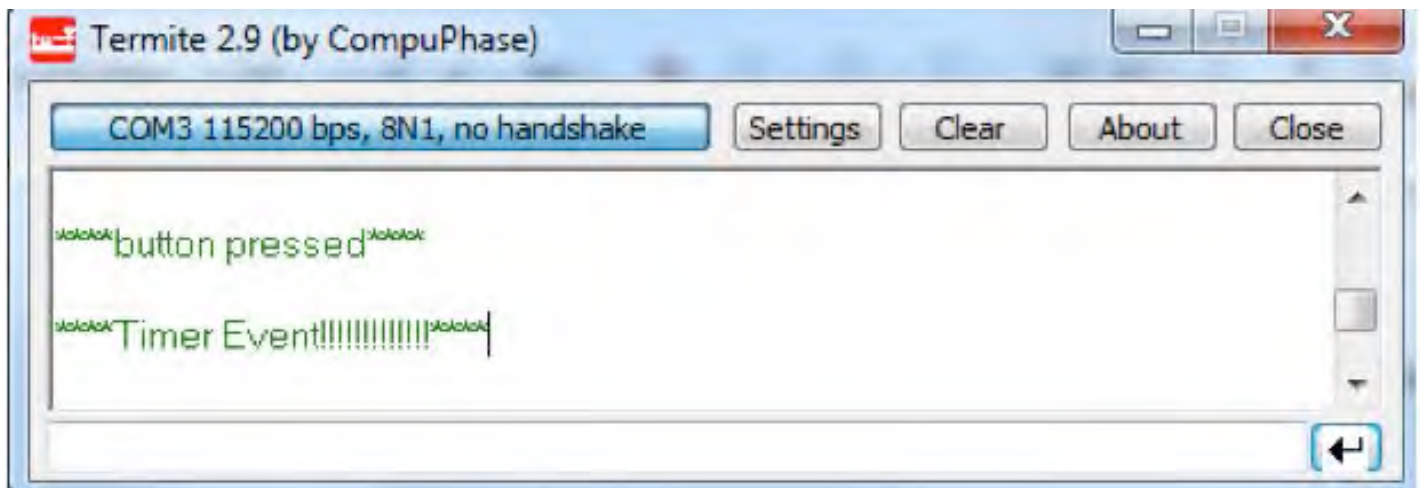 Termite 2.9 (by CompuPhase)
COM3 115200 bps, 8N1, no handshake Settings Clear About Close
****button pressed****
****Timer Event!!!!!!!!!!!!!****